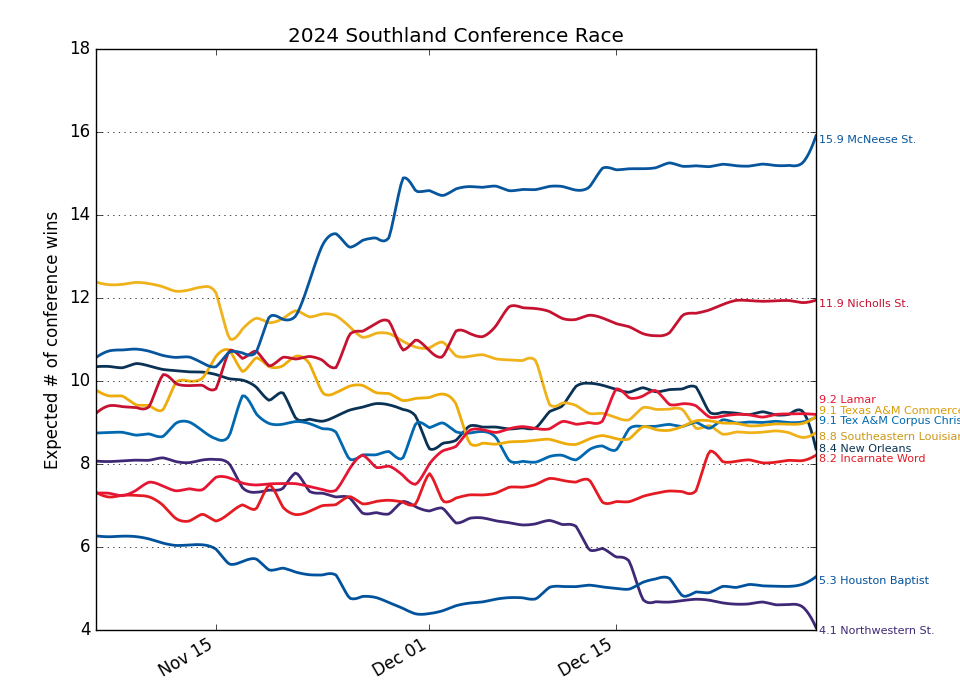 2024 Southland Conference Race
Expected # of conference wins
18
16
14
12
10
8
6
4
Nov 15
Dec 01
Dec 15
15.9 McNeese St.
11.9 Nicholls St.
9.2 Lamar
9.1 Texas A&M Commerce
9.1 Tex A&M Corpus Chris
8.8 Southeastern Louisian
8.4 New Orleans
8.2 Incarnate Word
5.3 Houston Baptist
4.1 Northwestern St.